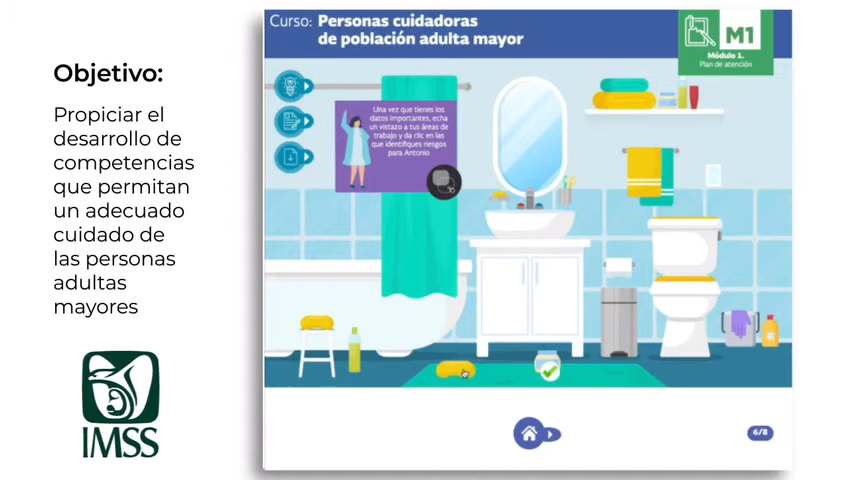 Objetivo:
Propiciar el
desarrollo de
competencias
que permitan
un adecuado
cuidado de
las personas
adultas
mayores
IMSS
Curso: Personas cuidadoras
de población adulta mayor
M1
Módulo 1.
Plan de atención
Una vez que tienes los
datos importantes, echa
un vistazo a tus áreas de
trabajo y da clic en las
que identifiques riesgos
para Antonio
6/8